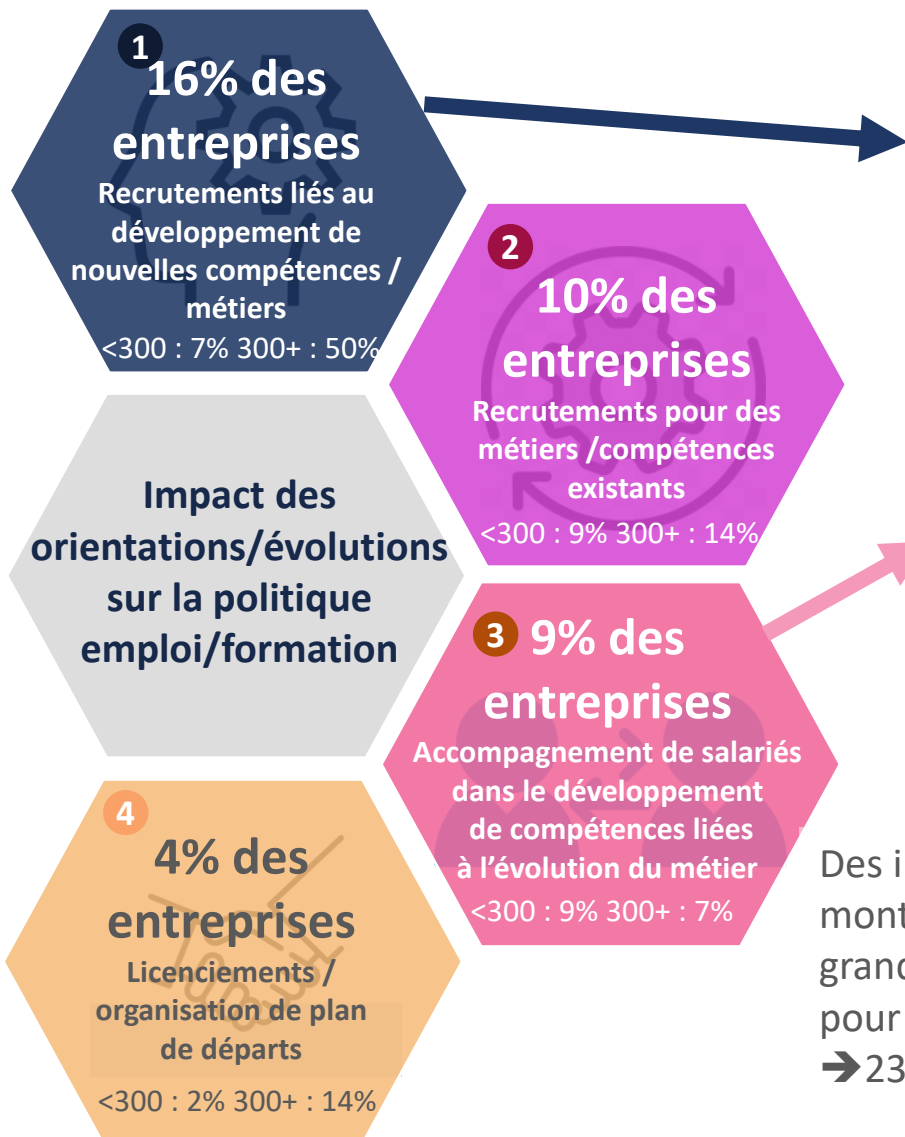 1
16% des
entreprises
Recrutements liés au
développement de
nouvelles compétences /
métiers
<300 : 7% 300+ : 50%
2
10% des
entreprises
Recrutements pour des
métiers /compétences
existants
<300 : 9% 300+ : 14%
Impact des
orientations/évolutions
sur la politique
emploi/formation
3
9% des
entreprises
Accompagnement de salariés
dans le développement
de compétences liées
à l’évolution du métier
<300 : 9% 300+ : 7%
4
4% des
entreprises
Licenciements /
organisation de plan
de départs
<300 : 2% 300+ : 14%
Des
pour
➔23